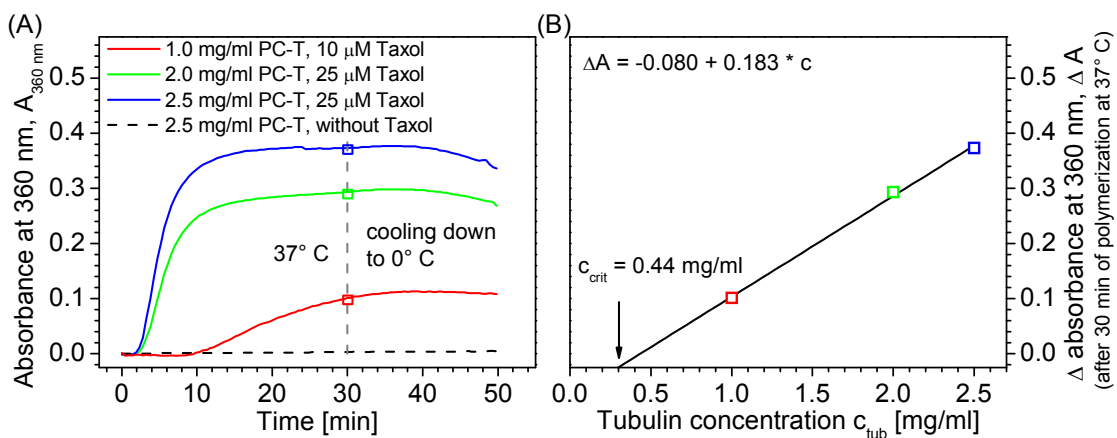 (A)
1.0 mg/ml PC-T, 10 μM Taxol
2.0 mg/ml PC-T, 25 μM Taxol
2.5 mg/ml PC-T, 25 μM Taxol
2.5 mg/ml PC-T, without Taxol
37° C
cooling down
to 0° C
0.5
0.4
0.3
0.2
0.1
0.0
Absorbance at 360 nm, A360 nm
0 10 20 30 40 50
Time [min]
(B)
ΔA = -0.080 + 0.183 * c
ccrit = 0.44 mg/ml
0.5
0.4
0.3
0.2
0.1
0.0
Δ absorbance at 360 nm, Δ A
(after 30 min of polymerization at 37° C)
0.0 0.5 1.0 1.5 2.0 2.5
Tubulin concentration ctub [mg/ml]